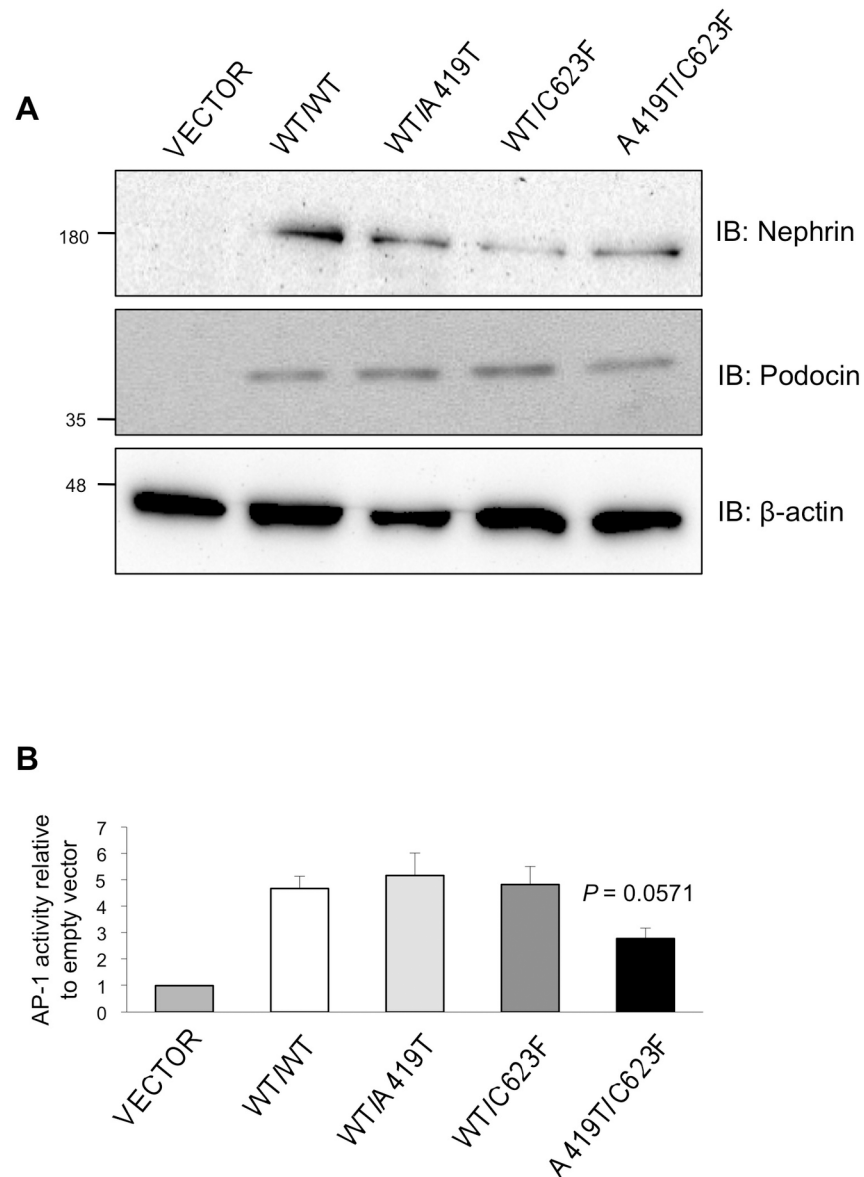 A
VECTOR
WT/WT
WT/A419T
WT/C623F
A419T/C623F
180
IB: Nephrin
IB: Podocin
35
48
IB: β-actin
B
AP-1 activity relative
to empty vector
7
6
5
4
3
2
1
0
P = 0.0571
VECTOR
WT/WT
WT/A419T
WT/C623F
A419T/C623F